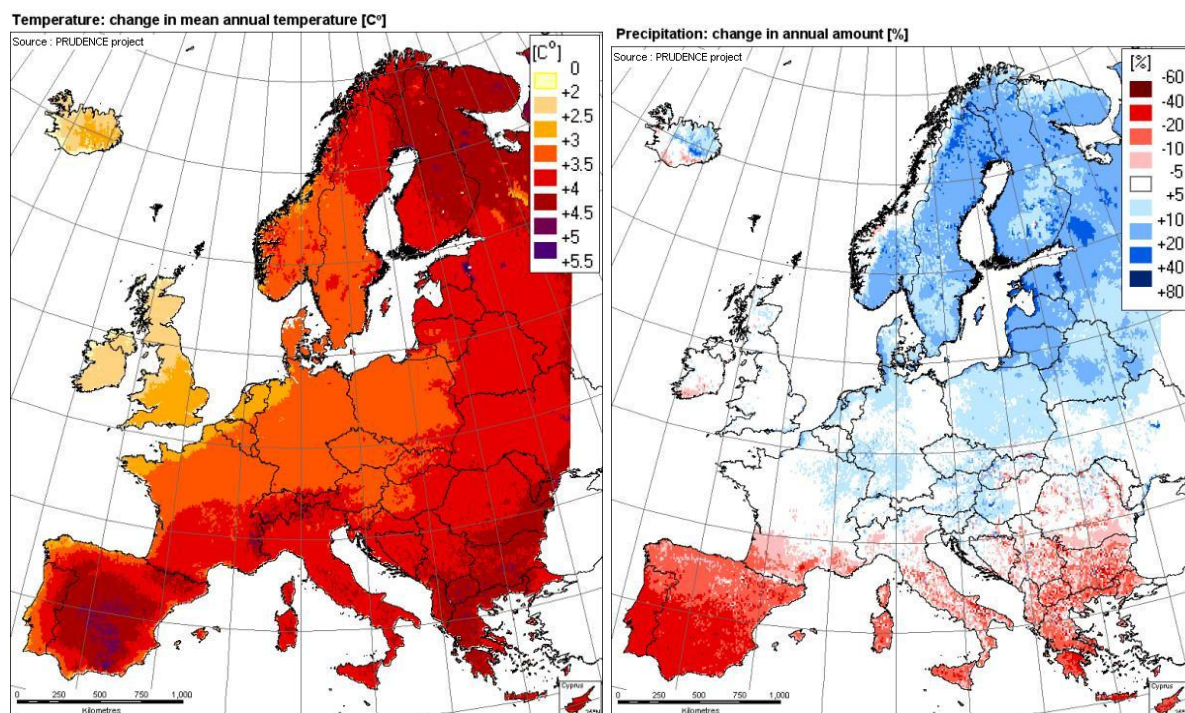 Temperature: change in mean annual temperature [Cº]
Source : PRUDENCE project
[Cº]
0
+2
+2.5
+3
+3.5
+4
+4.5
+5
+5.5
0 250 500 750 1,000
Kilometres
Cyprus
Precipitation: change in annual amount [%]
Source : PRUDENCE project
[%]
-60
-40
-20
-10
-5
+5
+10
+20
+40
+80
0 250 500 750 1,000
Kilometres
Cyprus